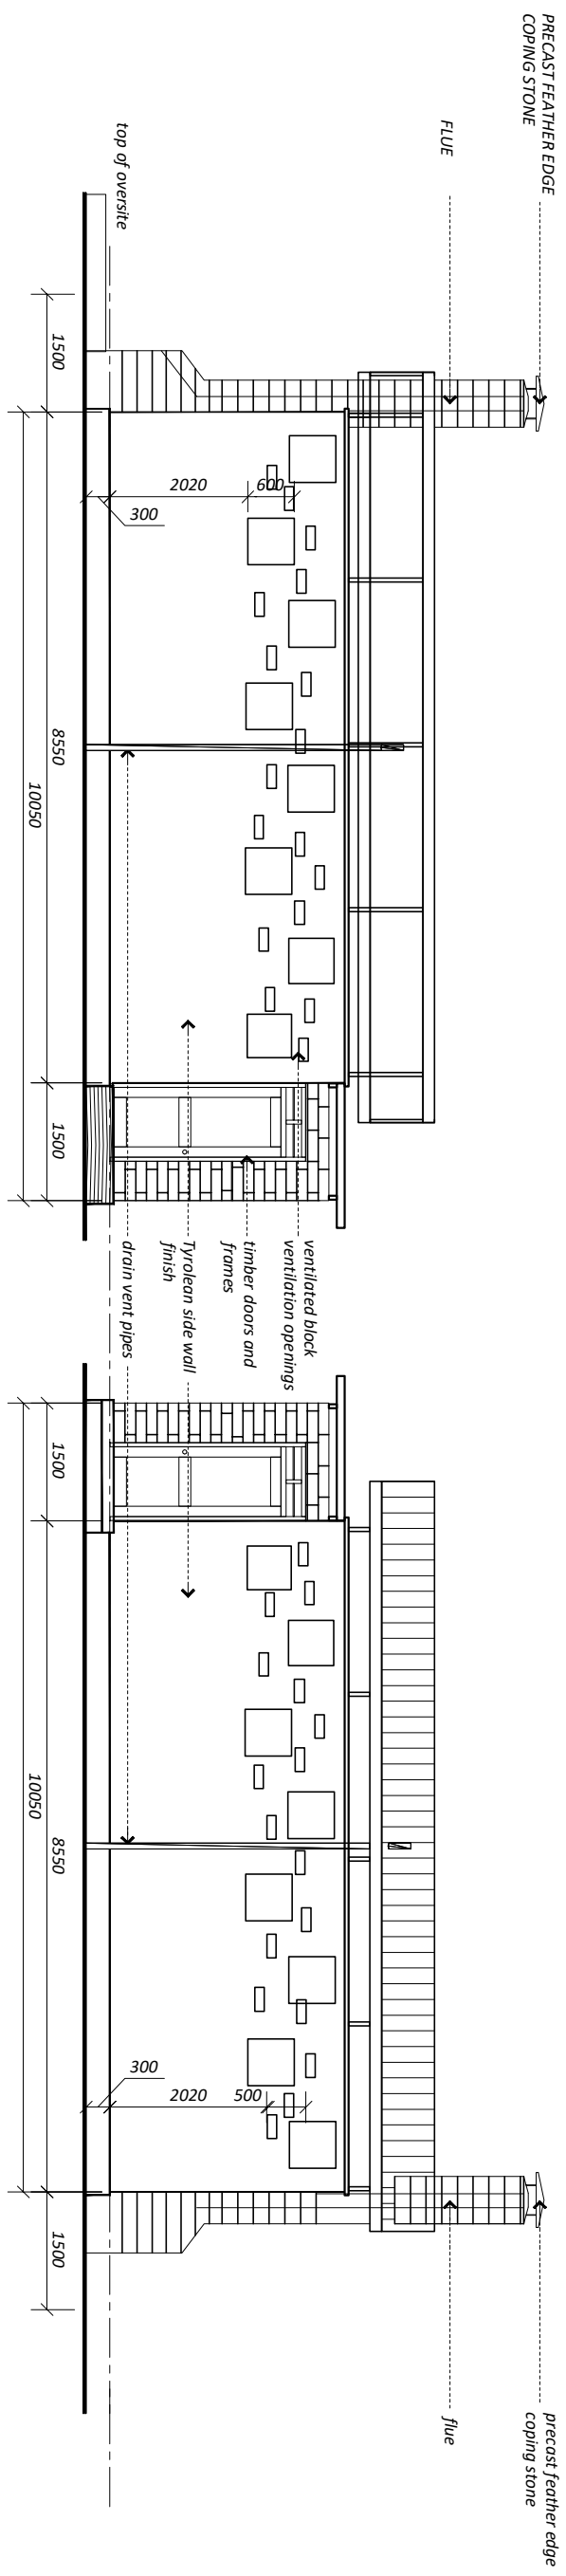 PRECAST FEATHER EDGE
COPING STONE
FLUE
top of oversite
1500
300
2020
600
8550
10050
1500
ventilated block
ventilation openings
timber doors and
frames
Tyrolean side wall
finish
drain vent pipes
1500
8550
10050
300
2020
500
1500
flue
precast feather edge
coping stone